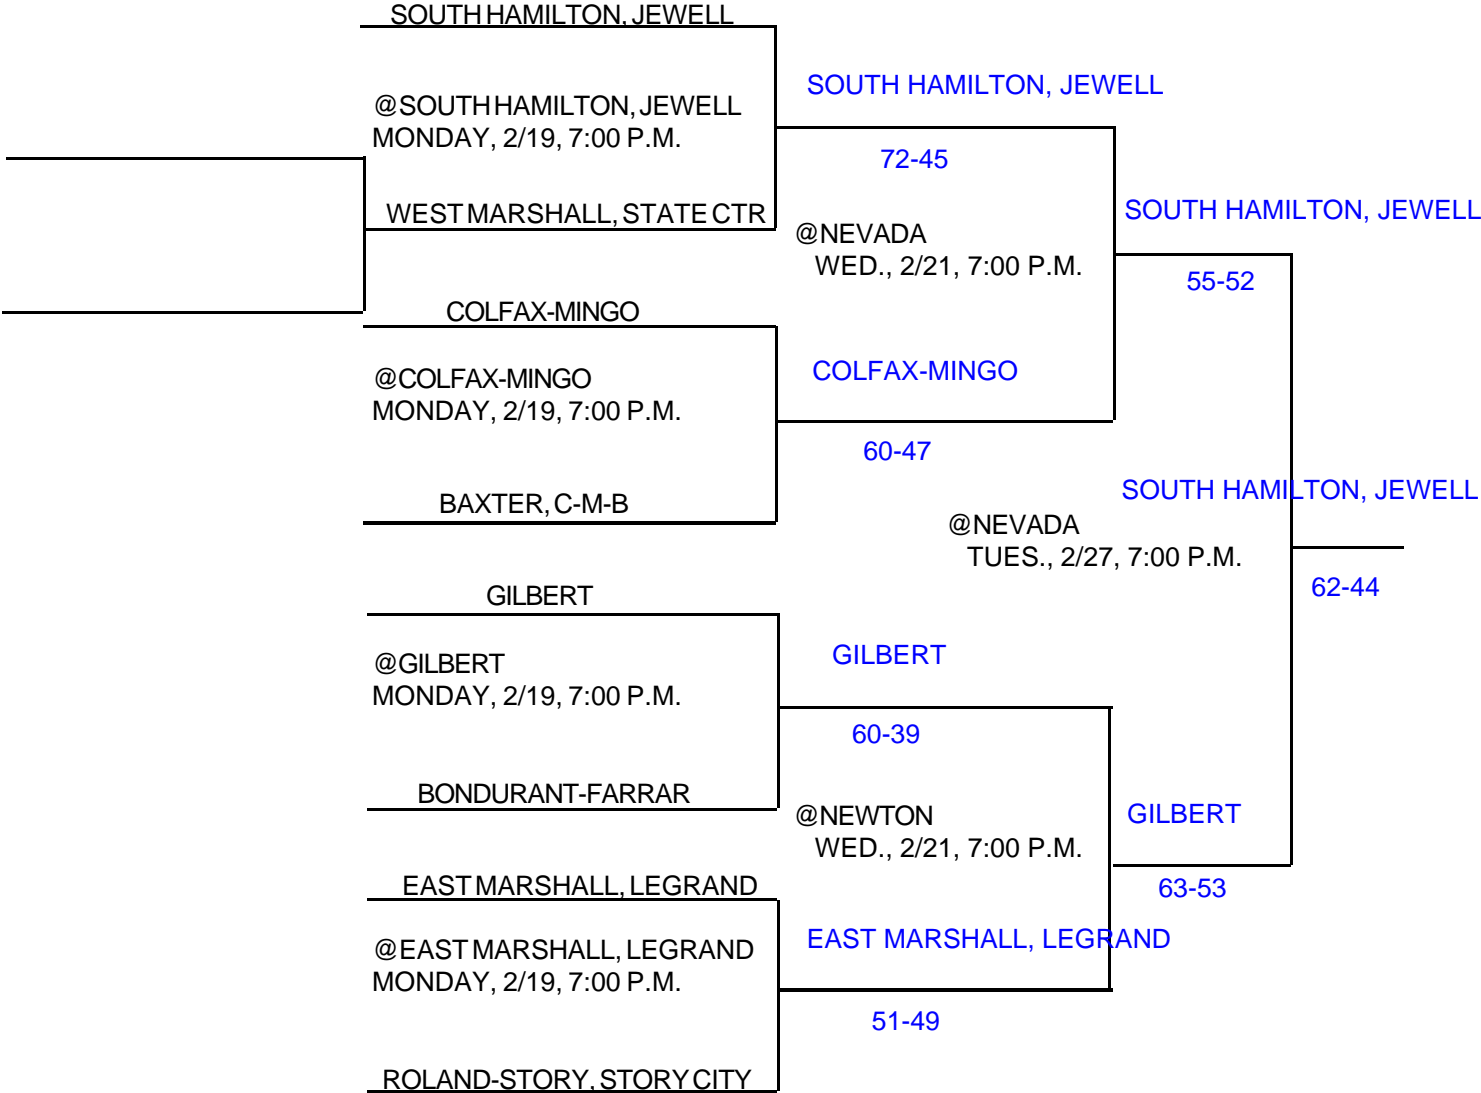 SOUTH HAMILTON, JEWELL
SOUTH HAMILTON, JEWELL
@SOUTH HAMILTON, JEWELL
MONDAY, 2/19, 7:00 P.M.
72-45
WEST MARSHALL, STATE CTR
SOUTH HAMILTON, JEWELL
@NEVADA
WED., 2/21, 7:00 P.M.
55-52
COLFAX-MINGO
@COLFAX-MINGO
MONDAY, 2/19, 7:00 P.M.
COLFAX-MINGO
60-47
BAXTER, C-M-B
SOUTH HAMILTON, JEWELL
@NEVADA
TUES., 2/27, 7:00 P.M.
62-44
GILBERT
@GILBERT
MONDAY, 2/19, 7:00 P.M.
GILBERT
60-39
BONDURANT-FARRAR
@NEWTON
WED., 2/21, 7:00 P.M.
GILBERT
63-53
EAST MARSHALL, LEGRAND
@EAST MARSHALL, LEGRAND
MONDAY, 2/19, 7:00 P.M.
EAST MARSHALL, LEGRAND
51-49
ROLAND-STORY, STORY CITY